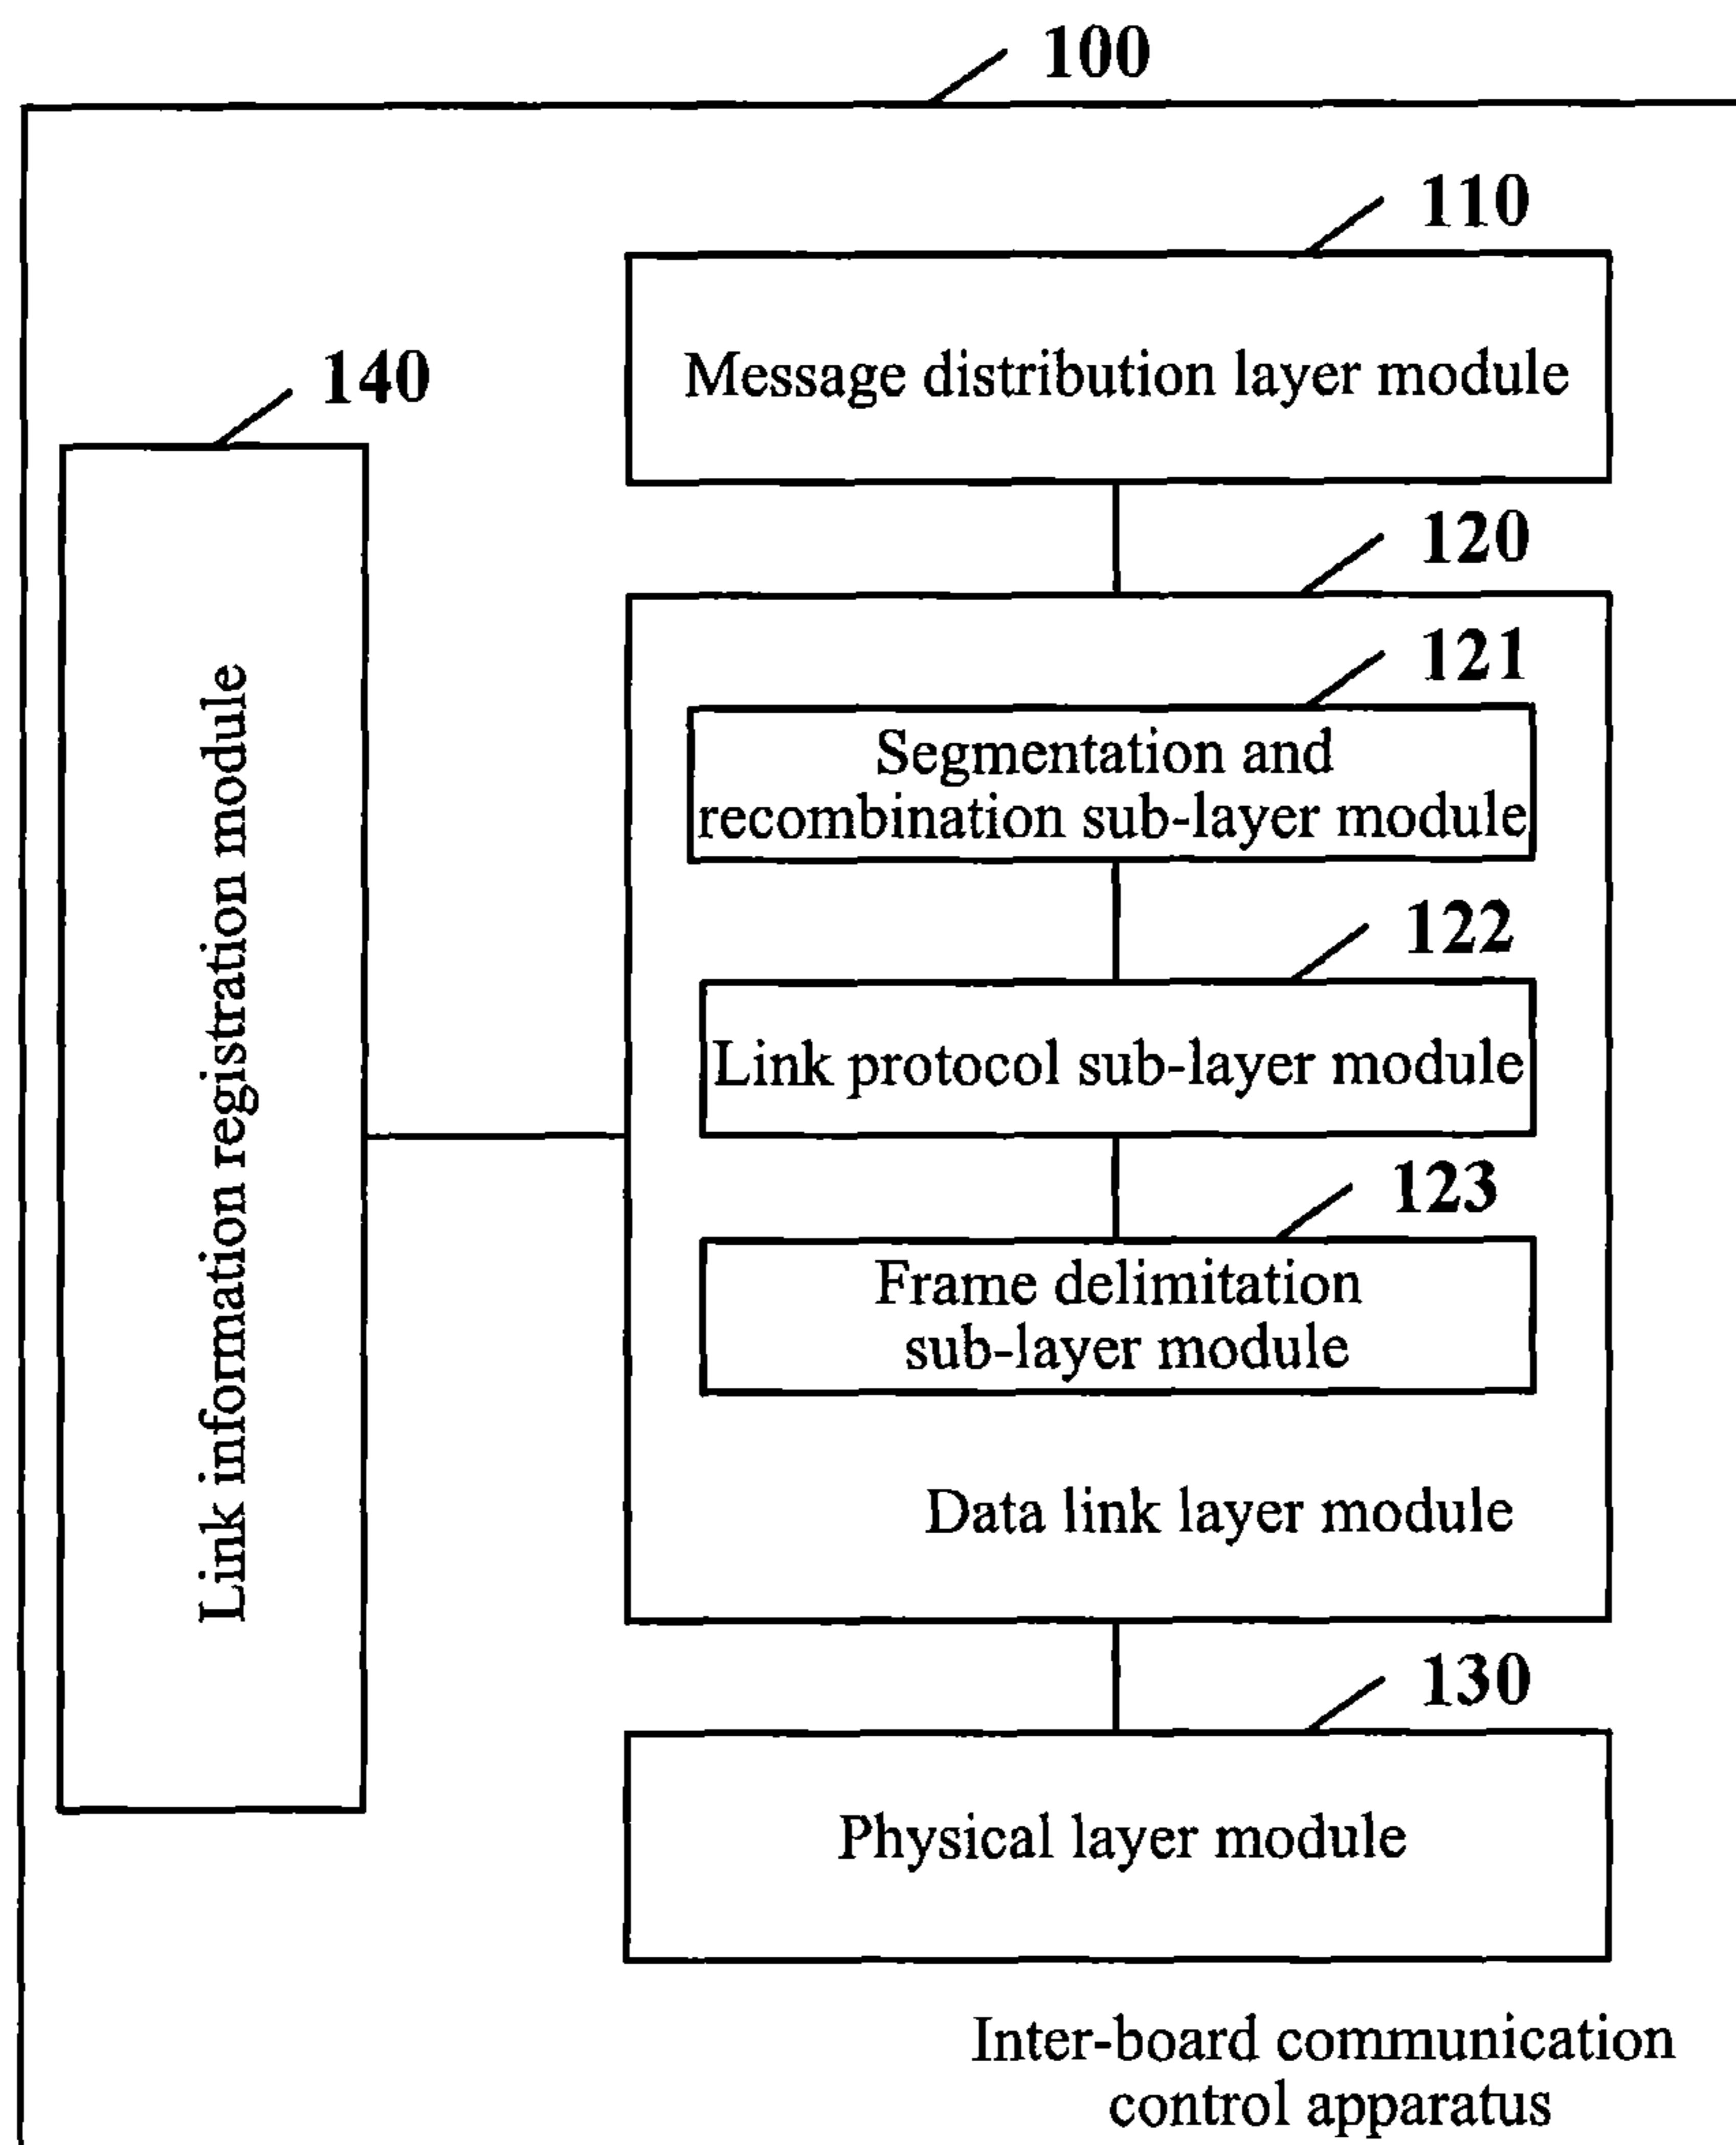 100
110
Message distribution layer module
140
Link information registration module
120
121
Segmentation and
recombination sub-layer module
122
Link protocol sub-layer module
123
Frame delimitation
sub-layer module
Data link layer module
130
Physical layer module
Inter-board communication
control apparatus